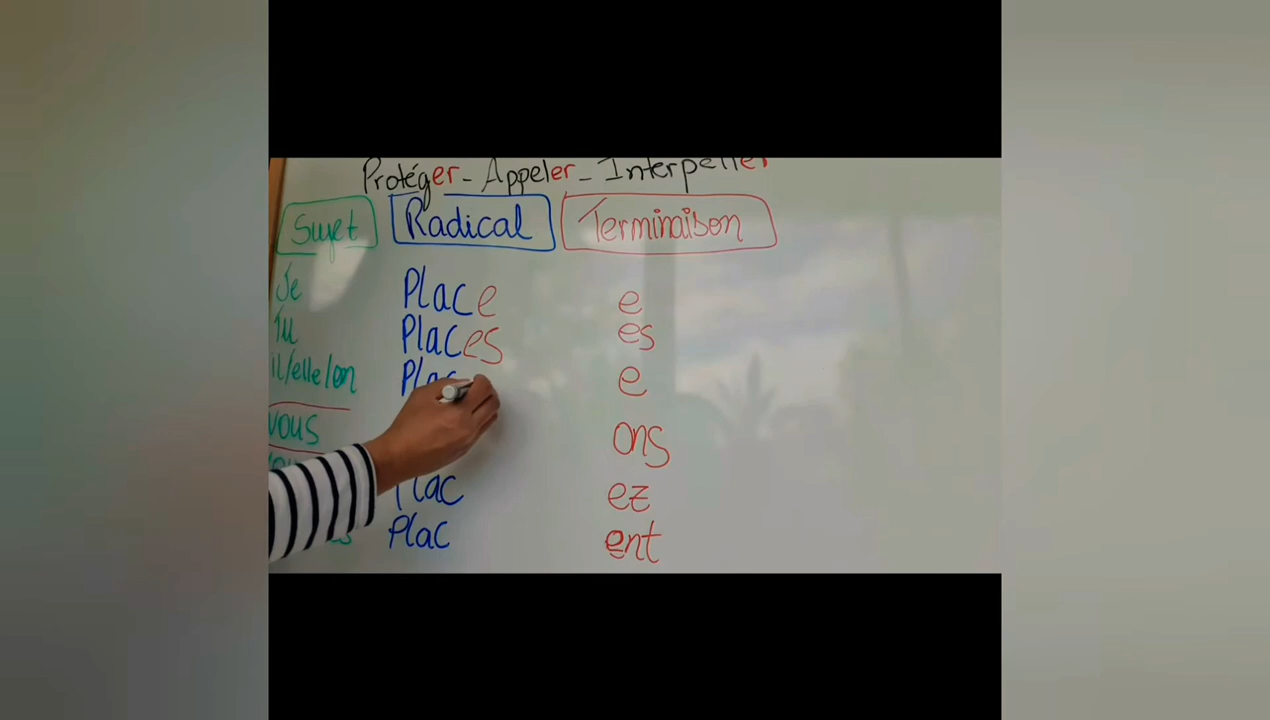 Protéger - Appeler - Interpeller
Sujet Radical Terminaison
Je Place e
Tu Places es
il/elle/on Plac e
vous ons
Plac ez
Plac ent